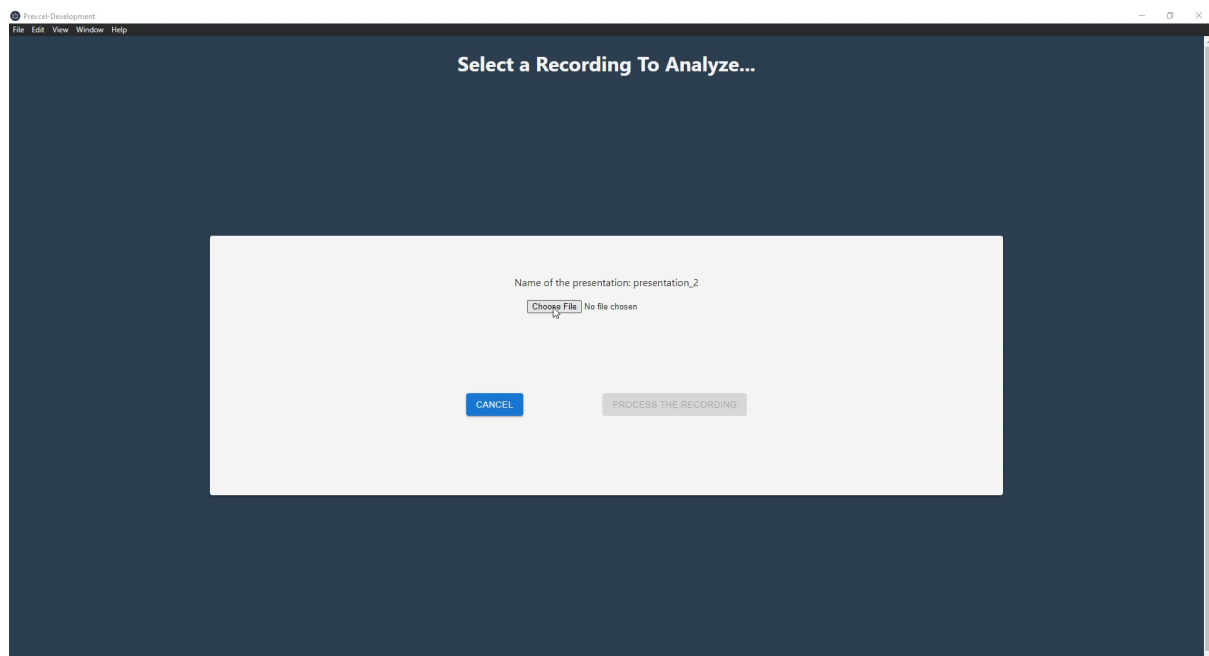 Prexcel-Development
File Edit View Window Help
Select a Recording To Analyze...
Name of the presentation: presentation_2
Choose File No file chosen
CANCEL PROCESS THE RECORDING